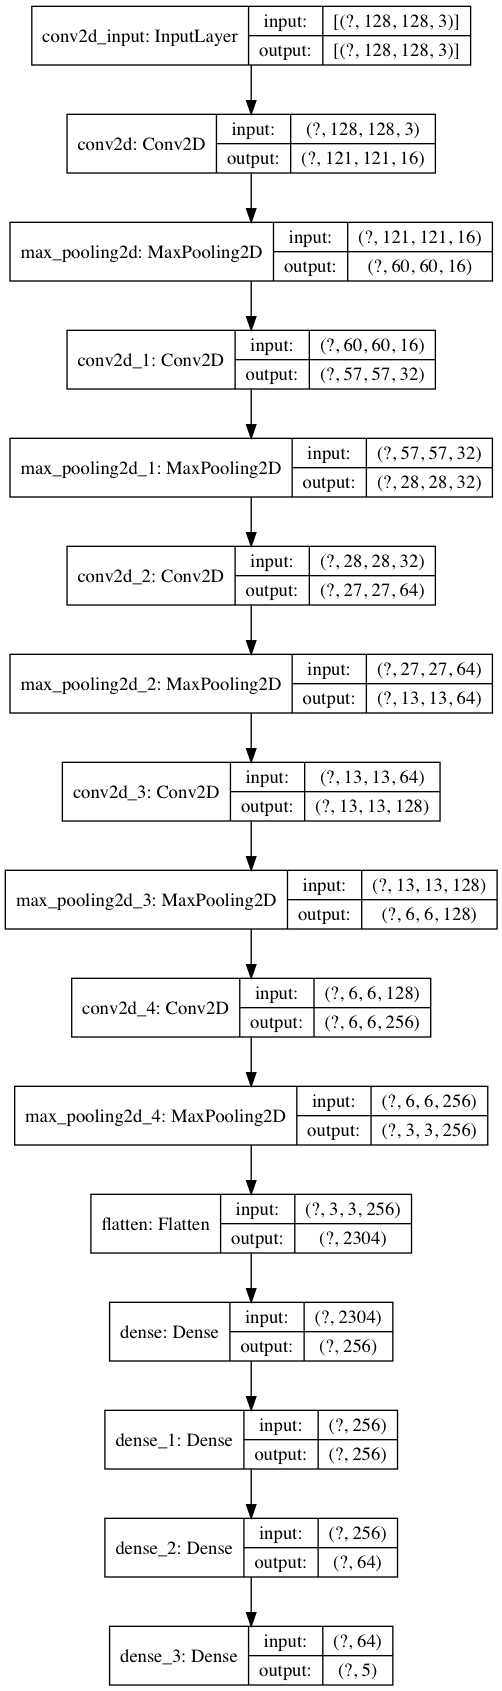 conv2d_input: InputLayer
input: [(?, 128, 128, 3)]
output: [(?, 128, 128, 3)]
conv2d: Conv2D
input: (?, 128, 128, 3)
output: (?, 121, 121, 16)
max_pooling2d: MaxPooling2D
input: (?, 121, 121, 16)
output: (?, 60, 60, 16)
conv2d_1: Conv2D
input: (?, 60, 60, 16)
output: (?, 57, 57, 32)
max_pooling2d_1: MaxPooling2D
input: (?, 57, 57, 32)
output: (?, 28, 28, 32)
conv2d_2: Conv2D
input: (?, 28, 28, 32)
output: (?, 27, 27, 64)
max_pooling2d_2: MaxPooling2D
input: (?, 27, 27, 64)
output: (?, 13, 13, 64)
conv2d_3: Conv2D
input: (?, 13, 13, 64)
output: (?, 13, 13, 128)
max_pooling2d_3: MaxPooling2D
input: (?, 13, 13, 128)
output: (?, 6, 6, 128)
conv2d_4: Conv2D
input: (?, 6, 6, 128)
output: (?, 6, 6, 256)
max_pooling2d_4: MaxPooling2D
input: (?, 6, 6, 256)
output: (?, 3, 3, 256)
flatten: Flatten
input: (?, 3, 3, 256)
output: (?, 2304)
dense: Dense
input: (?, 2304)
output: (?, 256)
dense_1: Dense
input: (?, 256)
output: (?, 256)
dense_2: Dense
input: (?, 256)
output: (?, 64)
dense_3: Dense
input: (?, 64)
output: (?, 5)